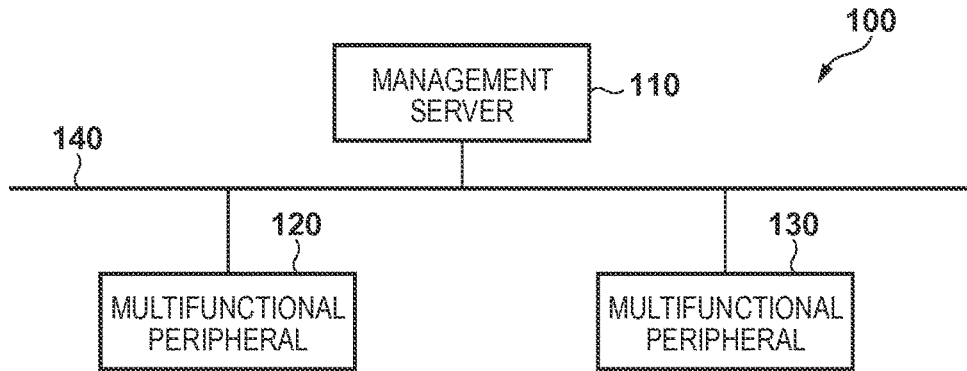 100
MANAGEMENT
SERVER
110
140
120
130
MULTIFUNCTIONAL
PERIPHERAL
MULTIFUNCTIONAL
PERIPHERAL